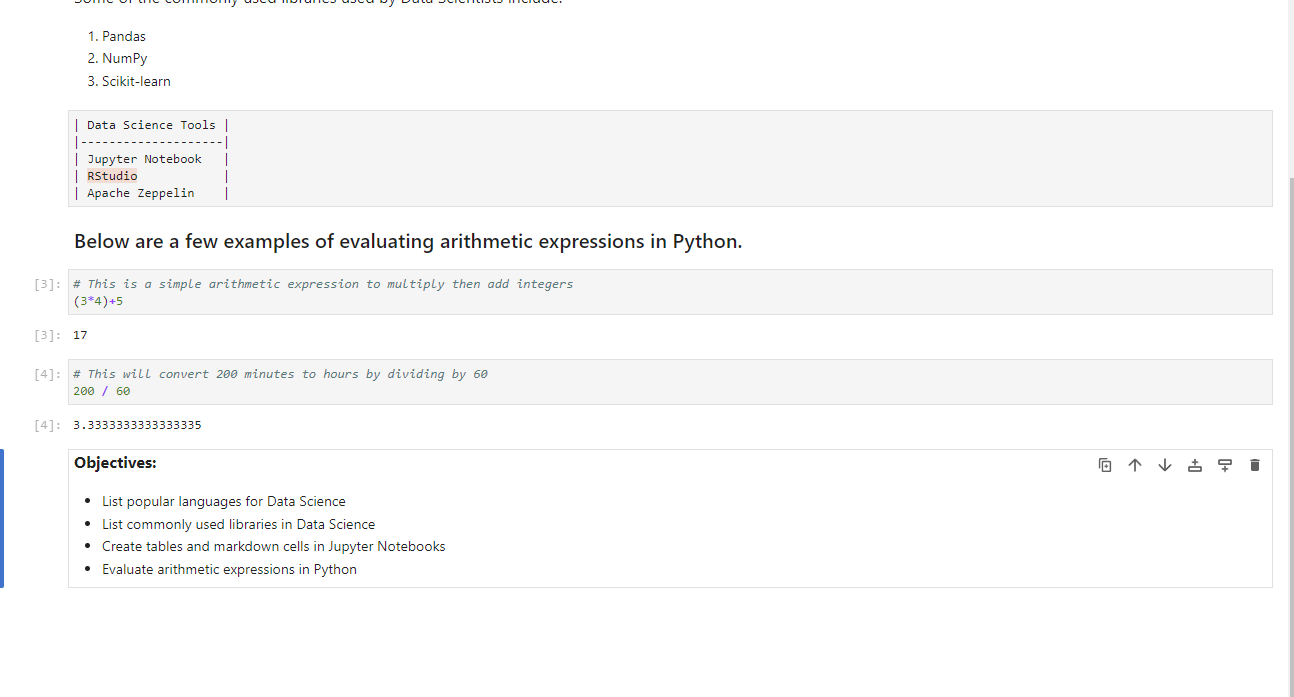 Some of the commonly used libraries used by Data Scientists include:
1. Pandas
2. NumPy
3. Scikit-learn
| Data Science Tools |
|--------------------|
| Jupyter Notebook   |
| RStudio            |
| Apache Zeppelin    |
Below are a few examples of evaluating arithmetic expressions in Python.
[3]: # This is a simple arithmetic expression to multiply then add integers
(3*4)+5
[3]: 17
[4]: # This will convert 200 minutes to hours by dividing by 60
200 / 60
[4]: 3.3333333333333335
Objectives:
• List popular languages for Data Science
• List commonly used libraries in Data Science
• Create tables and markdown cells in Jupyter Notebooks
• Evaluate arithmetic expressions in Python